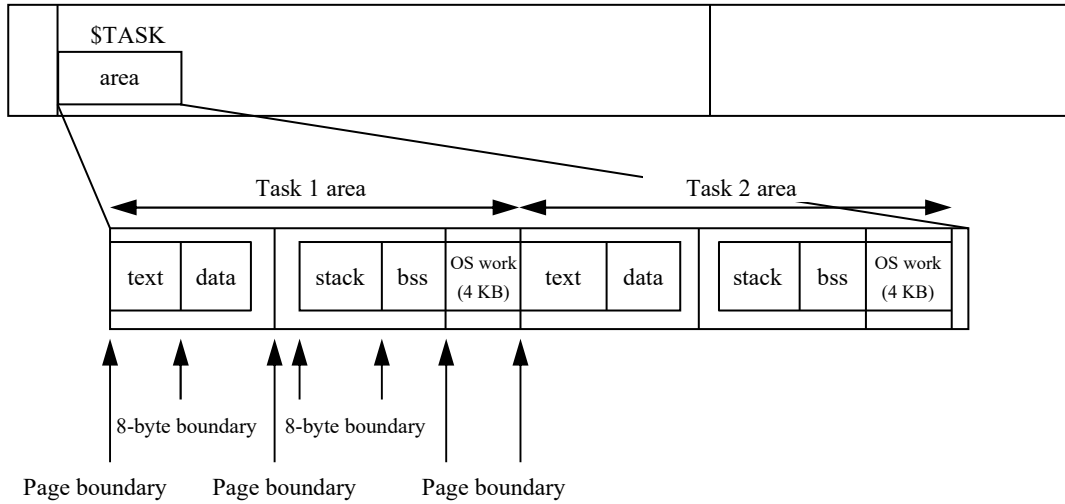 $TASK
area
Task 1 area
Task 2 area
text data stack bss OS work text data stack bss OS work
(4 KB) (4 KB)
8-byte boundary 8-byte boundary
Page boundary Page boundary Page boundary